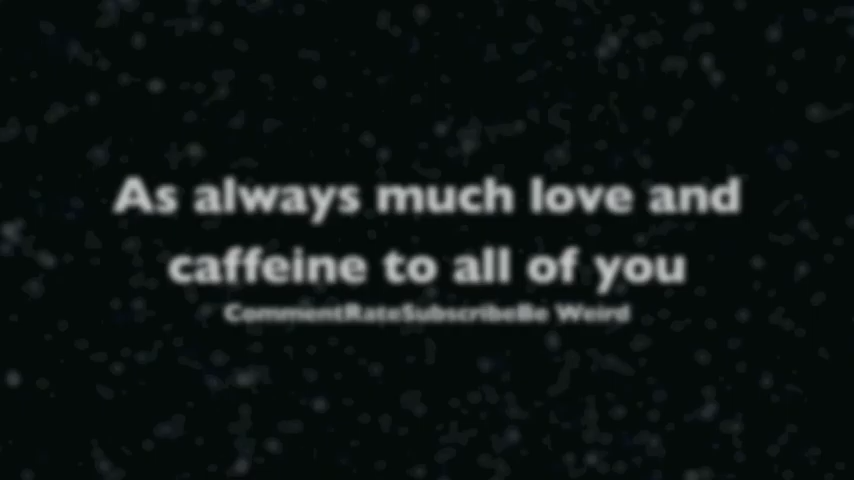 As always much love and
caffeine to all of you
CommentRateSubscribeBe Weird